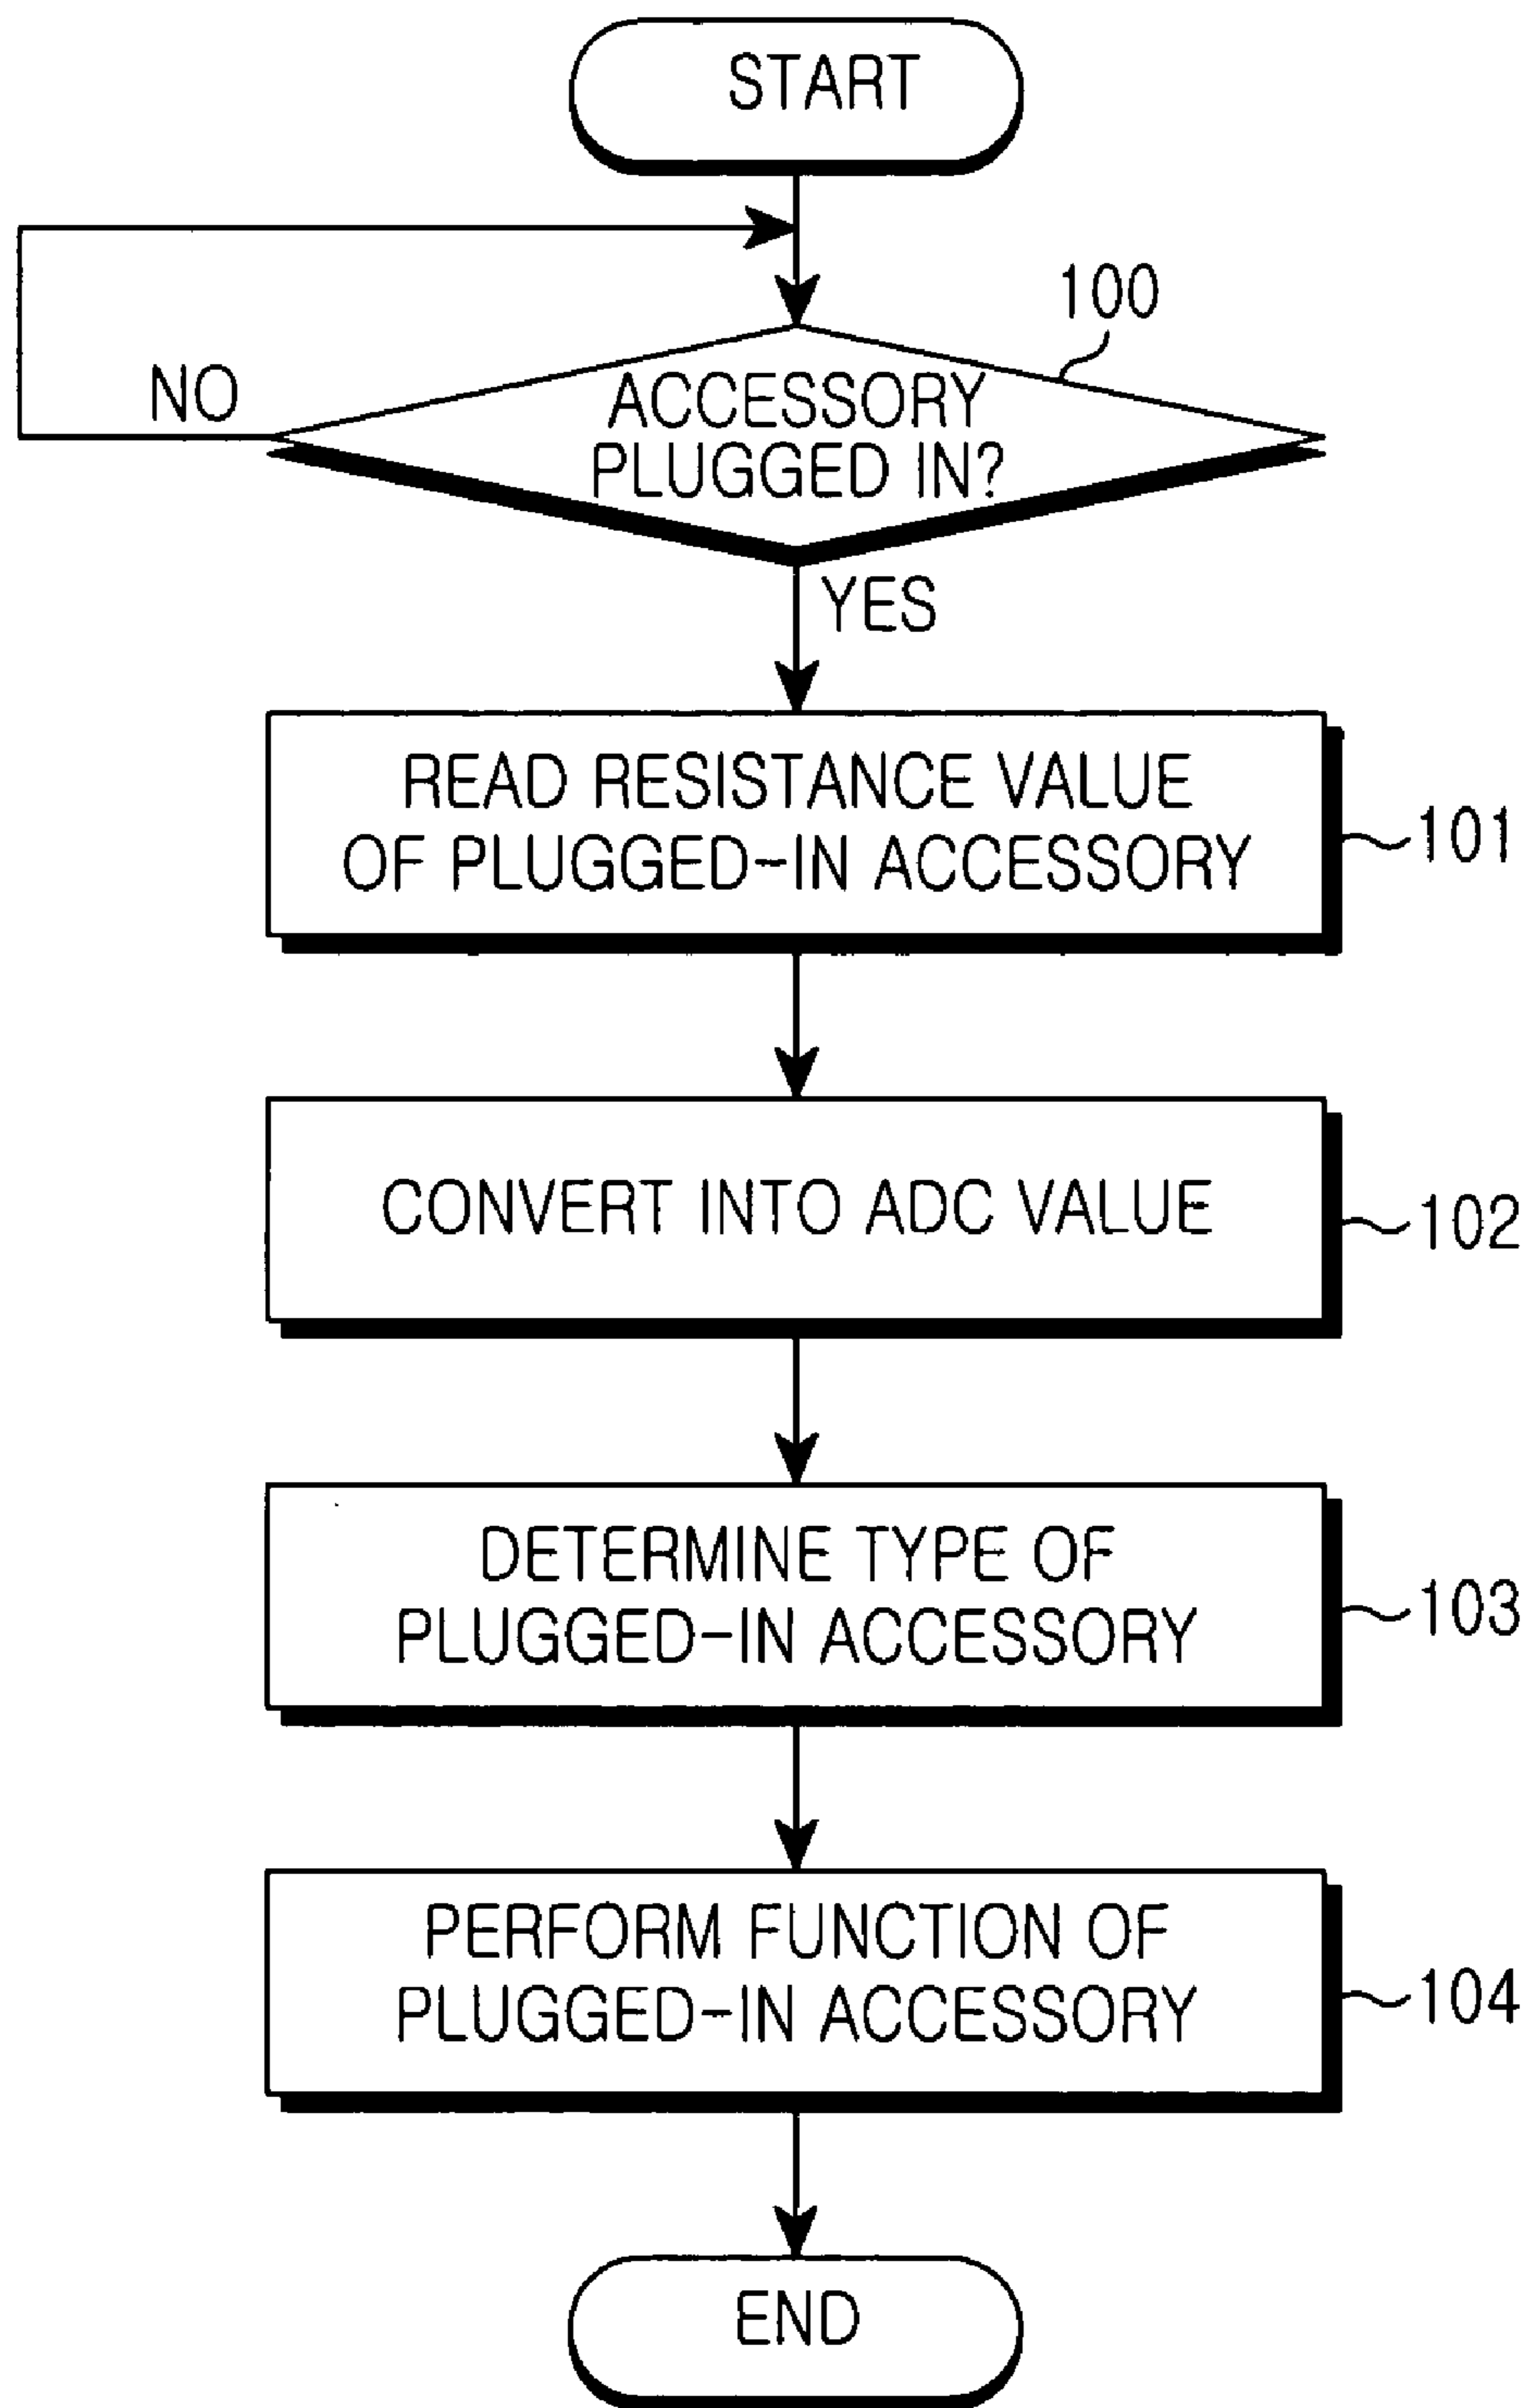 START
100
NO
ACCESSORY
PLUGGED IN?
YES
READ RESISTANCE VALUE
OF PLUGGED-IN ACCESSORY
101
CONVERT INTO ADC VALUE
102
DETERMINE TYPE OF
PLUGGED-IN ACCESSORY
103
PERFORM FUNCTION OF
PLUGGED-IN ACCESSORY
104
END